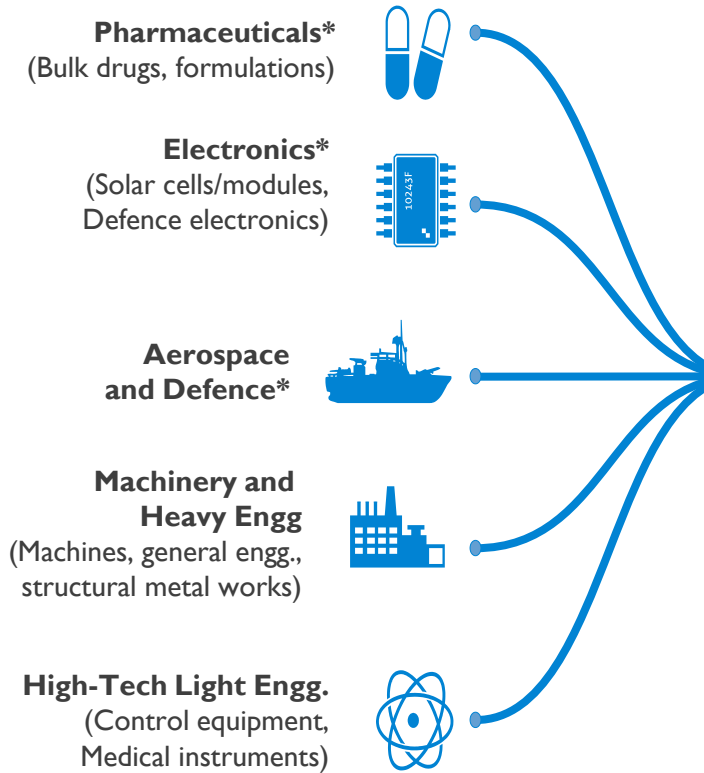 Pharmaceuticals*
(Bulk drugs, formulations)
Electronics*
(Solar cells/modules,
Defence electronics)
10243F
Aerospace
and Defence*
Machinery and
Heavy Engg
(Machines, general engg.,
structural metal works)
High-Tech Light Engg.
(Control equipment,
Medical instruments)